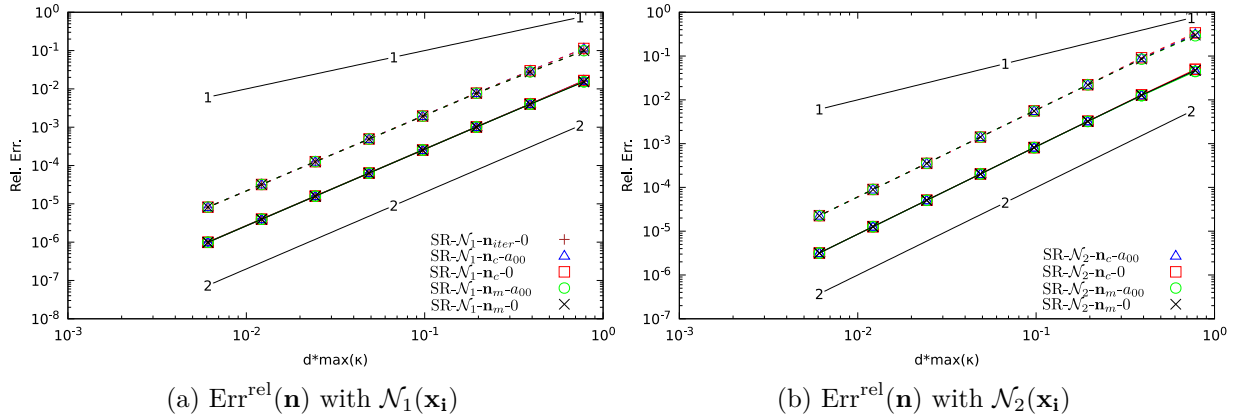 10^0
10^-1
10^-2
10^-3
10^-4
10^-5
10^-6
10^-7
10^-8
Rel. Err.
1
1
1
2
2
2
SR-𝒩₁-n_iter-0
SR-𝒩₁-n_c-a₀₀
SR-𝒩₁-n_c-0
SR-𝒩₁-n_m-a₀₀
SR-𝒩₁-n_m-0
10^-3 10^-2 10^-1 10^0
d*max(κ)
(a) Err^rel(n) with 𝒩₁(x_i)
10^0
10^-1
10^-2
10^-3
10^-4
10^-5
10^-6
10^-7
Rel. Err.
1
1
1
2
2
2
SR-𝒩₂-n_c-a₀₀
SR-𝒩₂-n_c-0
SR-𝒩₂-n_m-a₀₀
SR-𝒩₂-n_m-0
10^-3 10^-2 10^-1 10^0
d*max(κ)
(b) Err^rel(n) with 𝒩₂(x_i)